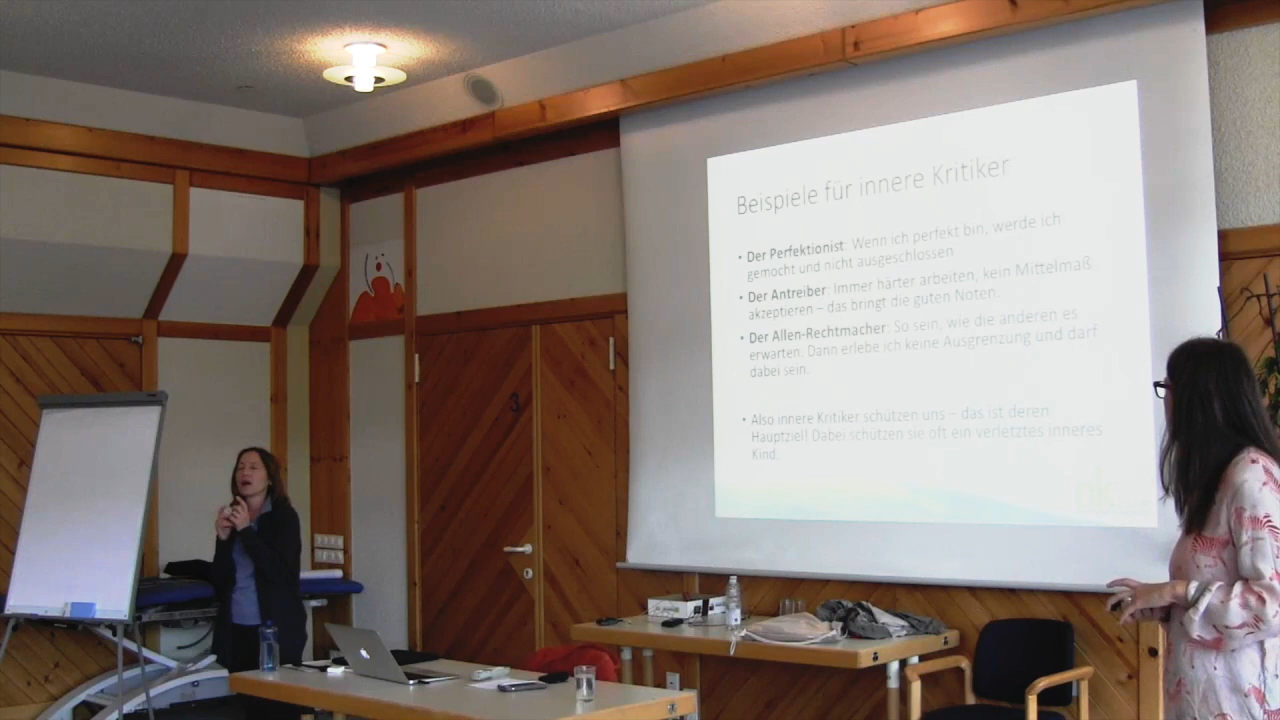 Beispiele für innere Kritiker
• Der Perfektionist: Wenn ich perfekt bin, werde ich
gemocht und nicht ausgeschlossen
• Der Antreiber: Immer härter arbeiten, kein Mittelmaß
akzeptieren – das bringt die guten Noten.
• Der Allen-Rechtmacher: So sein, wie die anderen es
erwarten. Dann erlebe ich keine Ausgrenzung und darf
dabei sein.
• Also innere Kritiker schützen uns – das ist deren
Hauptziel! Dabei schützen sie oft ein verletztes inneres
Kind.
nk
3